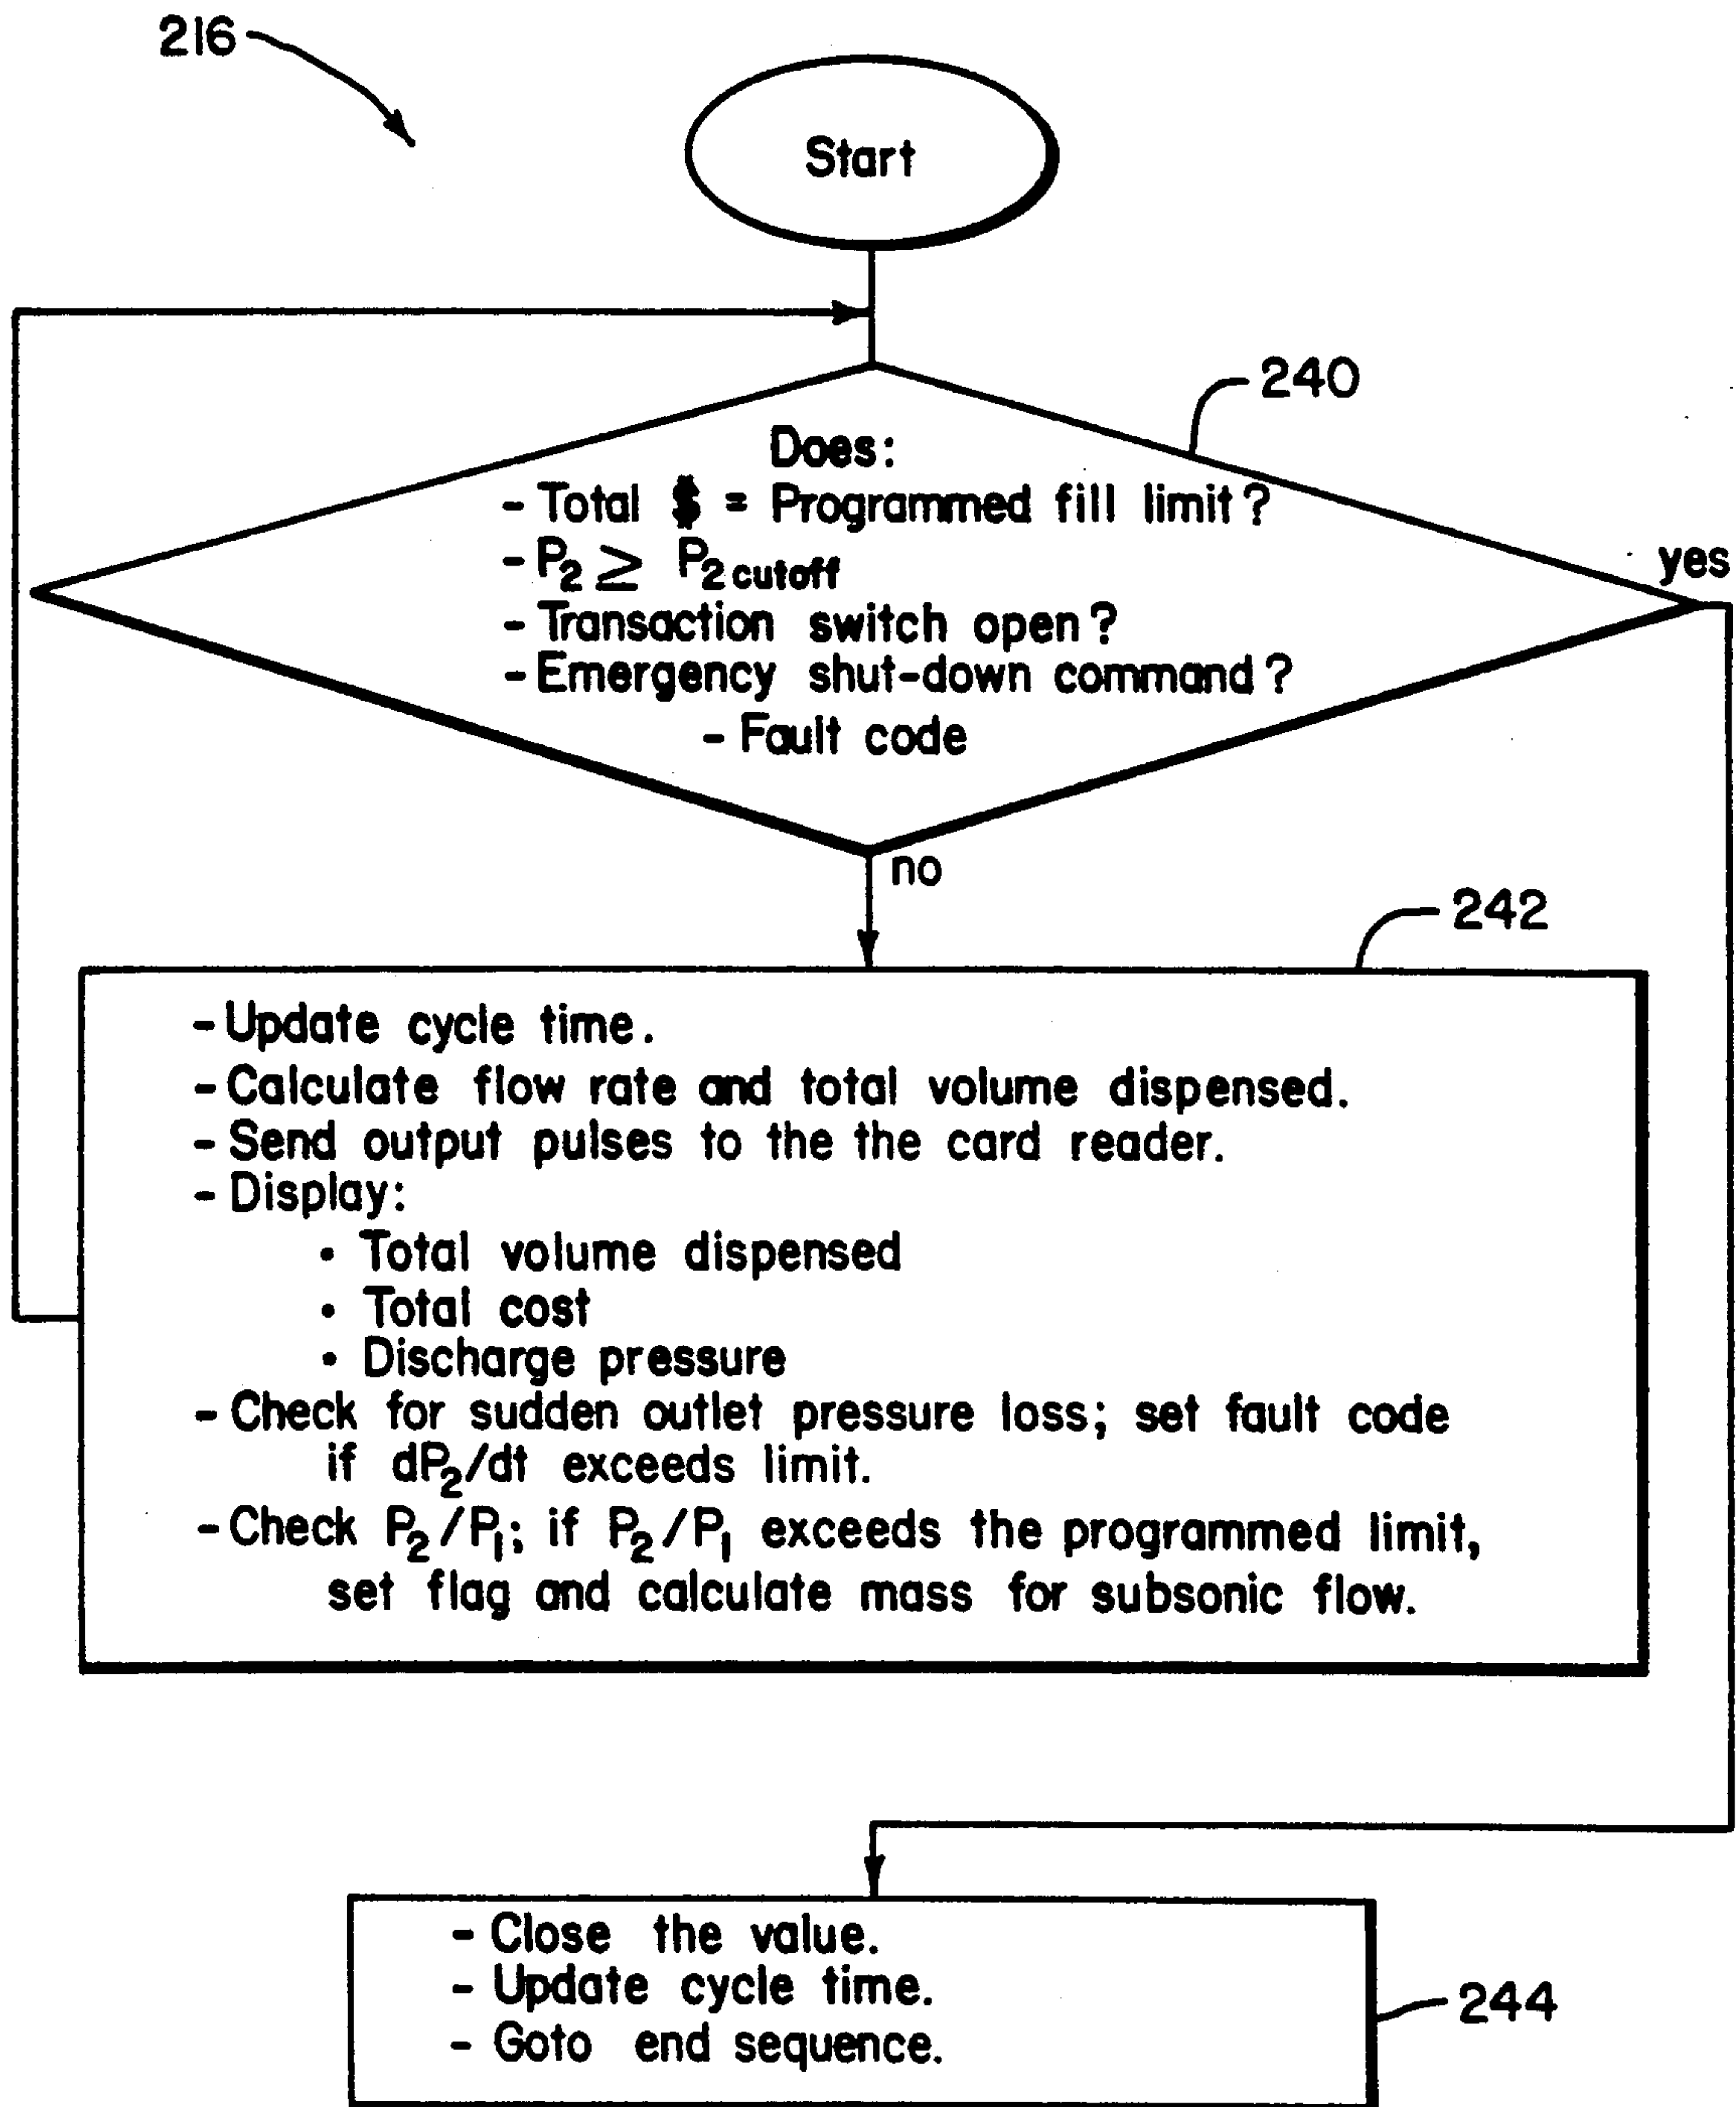 216
Start
240
Does:
- Total $ = Programmed fill limit?
- P2 ≥ P2 cutoff
- Transaction switch open?
- Emergency shut-down command?
- Fault code
yes
no
242
- Update cycle time.
- Calculate flow rate and total volume dispensed.
- Send output pulses to the the card reader.
- Display:
• Total volume dispensed
• Total cost
• Discharge pressure
- Check for sudden outlet pressure loss; set fault code
if dP2/dt exceeds limit.
- Check P2/P1; if P2/P1 exceeds the programmed limit,
set flag and calculate mass for subsonic flow.
- Close the value.
- Update cycle time.
- Goto end sequence.
244